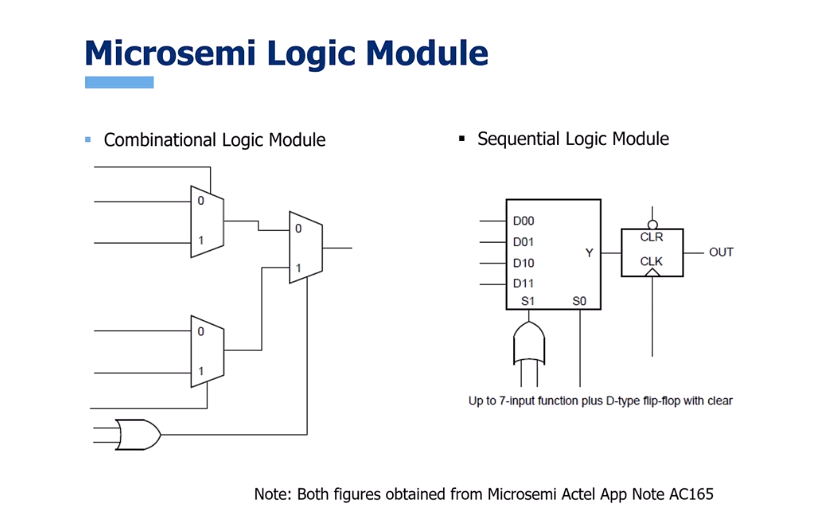 Microsemi Logic Module
Combinational Logic Module
0
1
0
1
0
1
Sequential Logic Module
D00
D01
D10
D11
Y
S1
S0
CLR
CLK
OUT
Up to 7-input function plus D-type flip-flop with clear
Note: Both figures obtained from Microsemi Actel App Note AC165